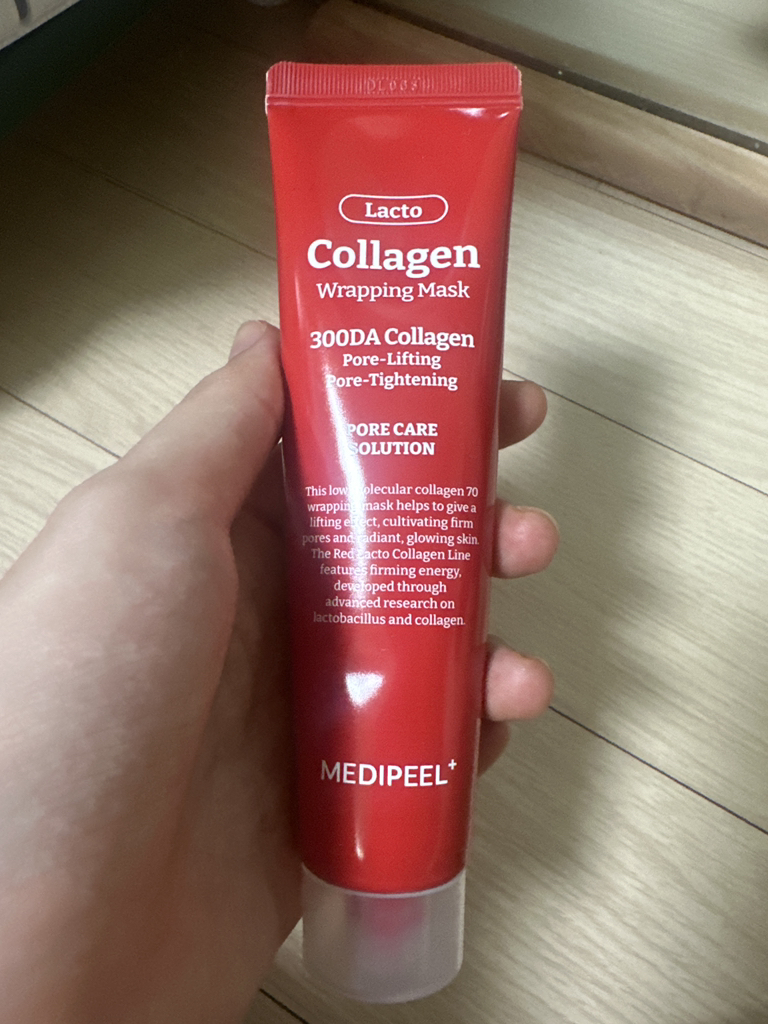 Lacto
Collagen
Wrapping Mask
300DA Collagen
Pore-Lifting
Pore-Tightening
PORE CARE
SOLUTION
This low molecular collagen 70
wrapping mask helps to give a
lifting effect, cultivating firm
pores and radiant, glowing skin.
The Red Lacto Collagen Line
features firming energy,
developed through
advanced research on
lactobacillus and collagen.
MEDIPEEL+